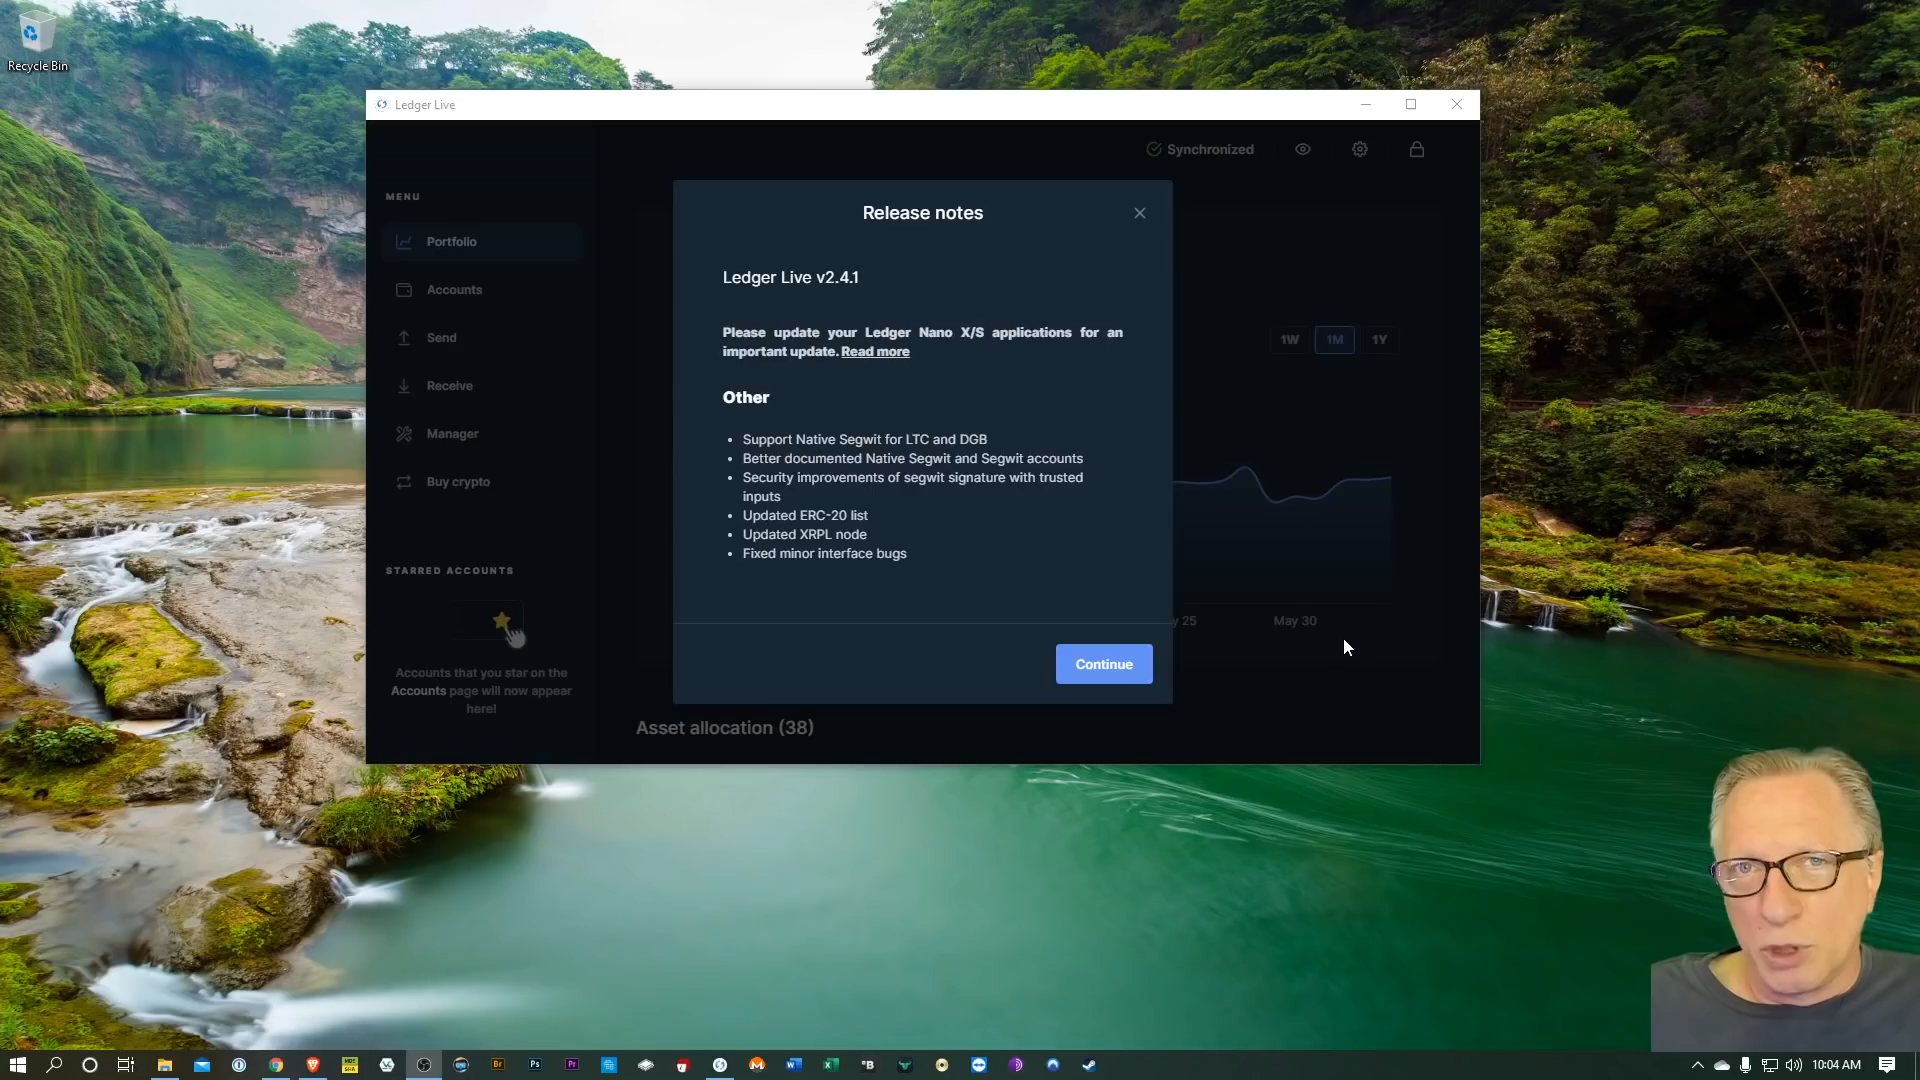 Recycle Bin
Ledger Live
Synchronized
MENU
Portfolio
Accounts
Send
Receive
Manager
Buy crypto
STARRED ACCOUNTS
Accounts that you star on the
Accounts page will now appear
here!
Release notes
Ledger Live v2.4.1
Please update your Ledger Nano X/S applications for an
important update. Read more
Other
• Support Native Segwit for LTC and DGB
• Better documented Native Segwit and Segwit accounts
• Security improvements of segwit signature with trusted
inputs
• Updated ERC-20 list
• Updated XRPL node
• Fixed minor interface bugs
Continue
1W 1M 1Y
y 25 May 30
Asset allocation (38)
Br Ps Pr
10:04 AM